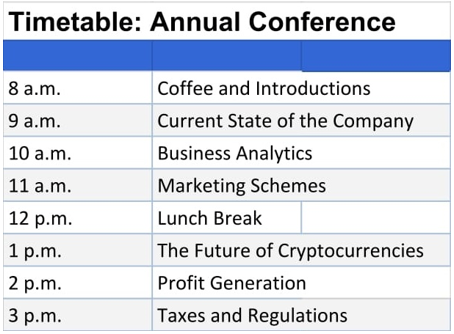 Timetable: Annual Conference
8 a.m. Coffee and Introductions
9 a.m. Current State of the Company
10 a.m. Business Analytics
11 a.m. Marketing Schemes
12 p.m. Lunch Break
1 p.m. The Future of Cryptocurrencies
2 p.m. Profit Generation
3 p.m. Taxes and Regulations